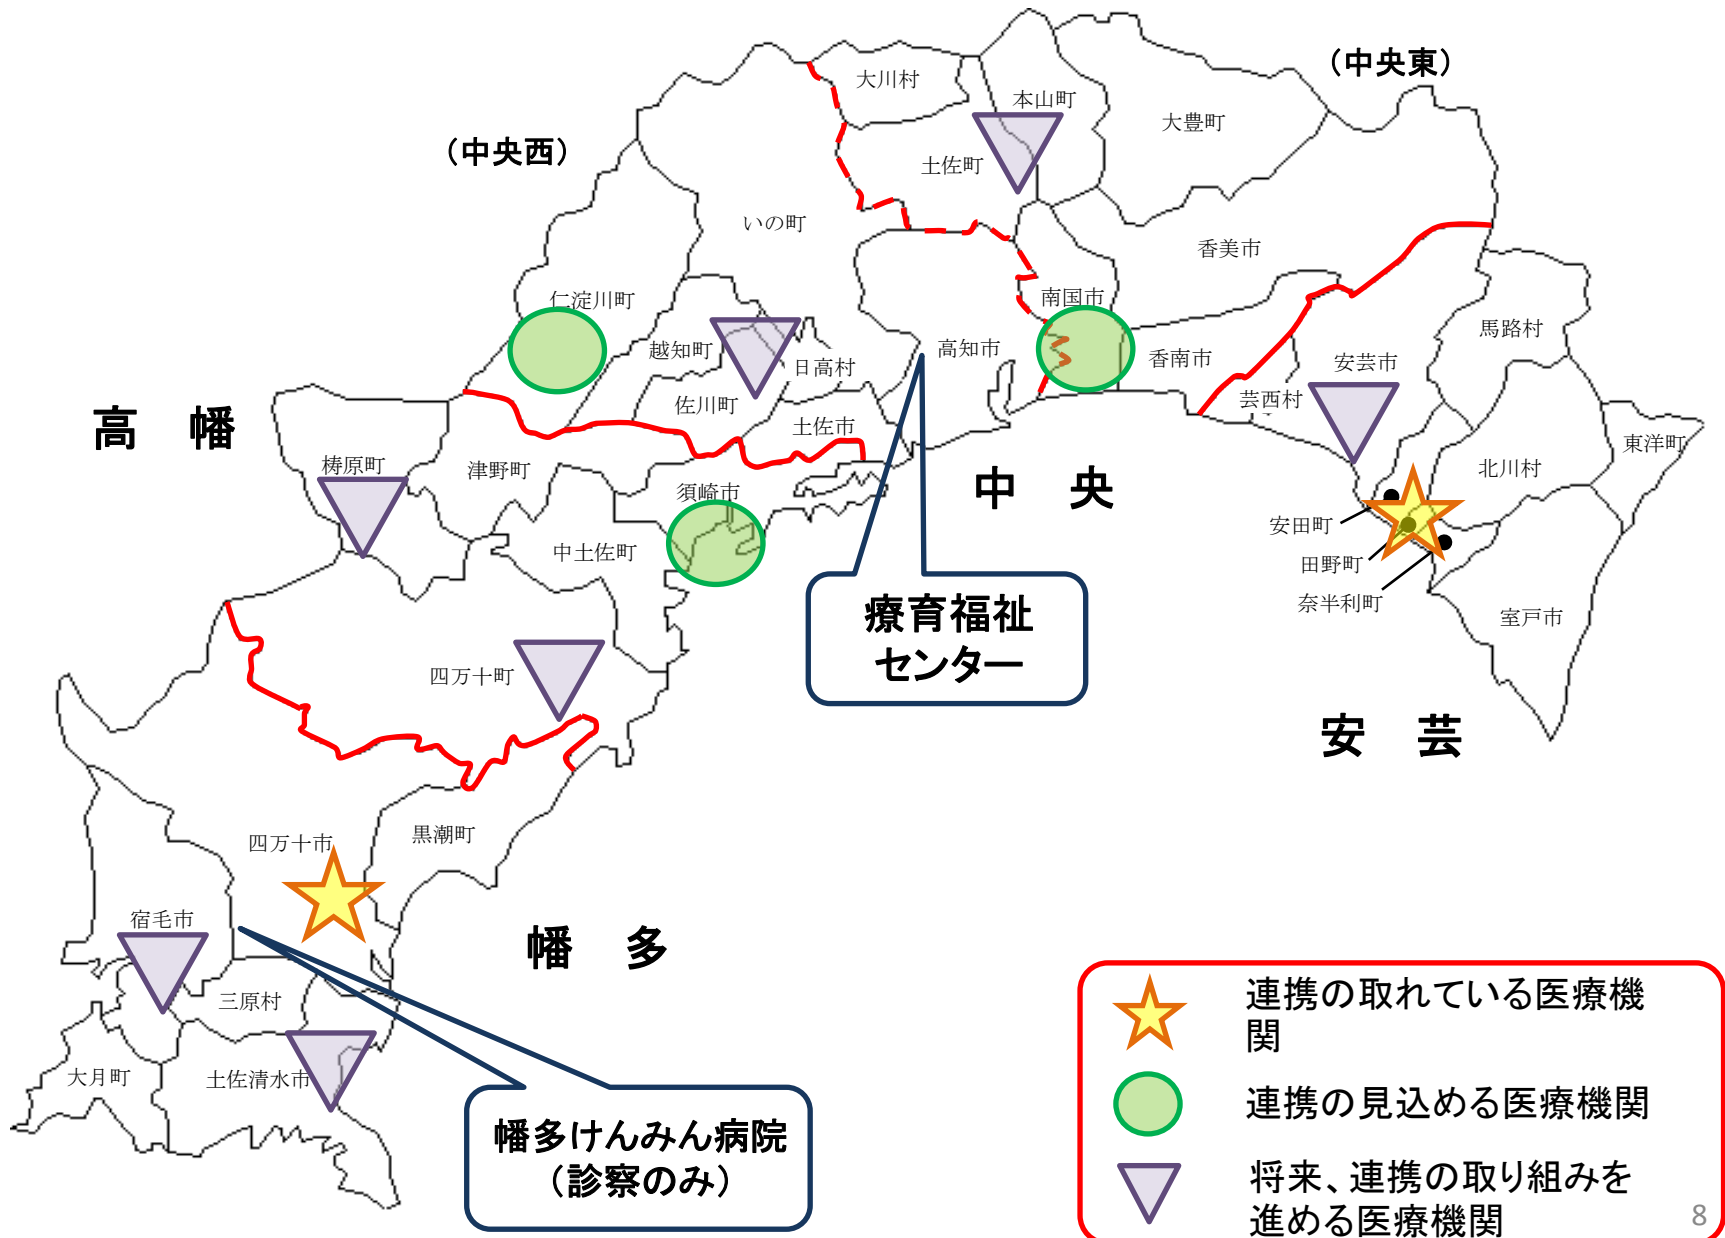 （中央東）
大川村
本山町
大豊町
（中央西）
土佐町
いの町
香美市
仁淀川町
南国市
馬路村
越知町
日高村
高知市
香南市
安芸市
佐川町
芸西村
高　幡
土佐市
東洋町
梼原町
津野町
須崎市
中　央
北川村
安田町
中土佐町
田野町
奈半利町
療育福祉
センター
室戸市
四万十町
安　芸
四万十市
黒潮町
宿毛市
幡　多
三原村
大月町
土佐清水市
幡多けんみん病院
（診察のみ）
連携の取れている医療機
関
連携の見込める医療機関
将来、連携の取り組みを
進める医療機関
8